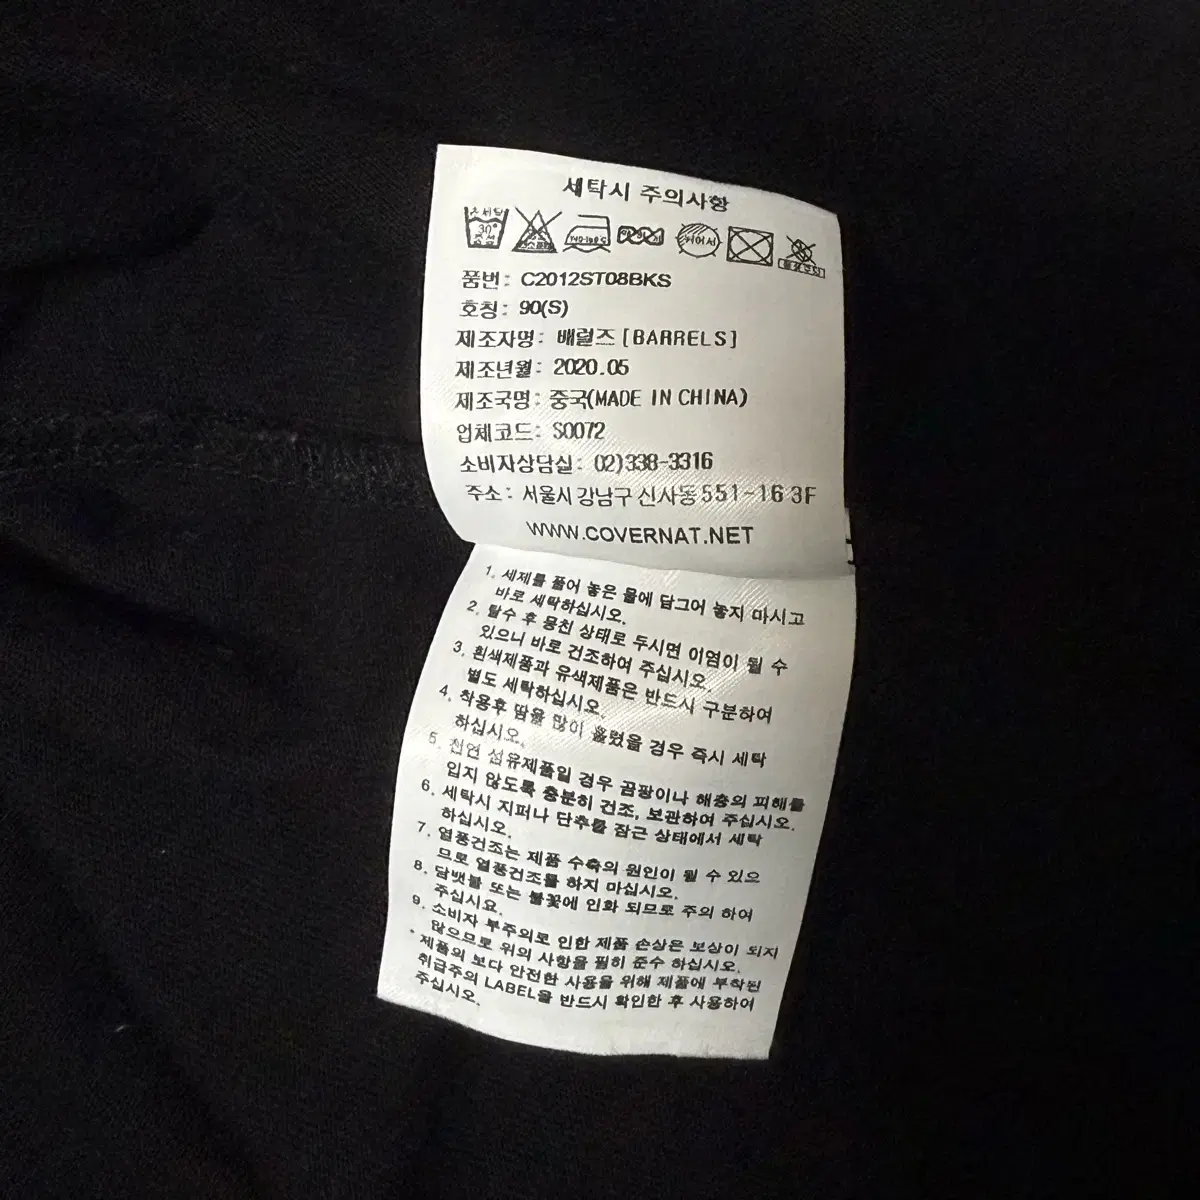 세탁시 주의사항
손세탁
30°
중성
140-160℃
뉘어서
품번: C2012ST08BKS
호칭: 90(S)
제조자명: 배럴즈 [BARRELS]
제조년월: 2020.05
제조국명: 중국(MADE IN CHINA)
업체코드: S0072
소비자상담실: 02)338-3316
주소: 서울시 강남구 신사동 551-16 3F
WWW.COVERNAT.NET
1. 세제를 풀어 놓은 물에 담그어 놓지 마시고
바로 세탁하십시오.
2. 탈수 후 뭉친 상태로 두시면 이염이 될 수
있으니 바로 건조하여 주십시오.
3. 흰색제품과 유색제품은 반드시 구분하여
별도 세탁하십시오.
4. 착용후 땀을 많이 흘렸을 경우 즉시 세탁
하십시오.
5. 천연 섬유제품일 경우 곰팡이나 해충의 피해를
입지 않도록 충분히 건조, 보관하여 주십시오.
6. 세탁시 지퍼나 단추를 잠근 상태에서 세탁
하십시오.
7. 열풍건조는 제품 수축의 원인이 될 수 있으
므로 열풍건조를 하지 마십시오.
8. 담뱃불 또는 불꽃에 인화 되므로 주의 하여
주십시요.
9. 소비자 부주의로 인한 제품 손상은 보상이 되지
않으므로 위의 사항을 필히 준수 하십시오.
* 제품의 보다 안전한 사용을 위해 제품에 부착된
취급주의 LABEL을 반드시 확인한 후 사용하여
주십시오.